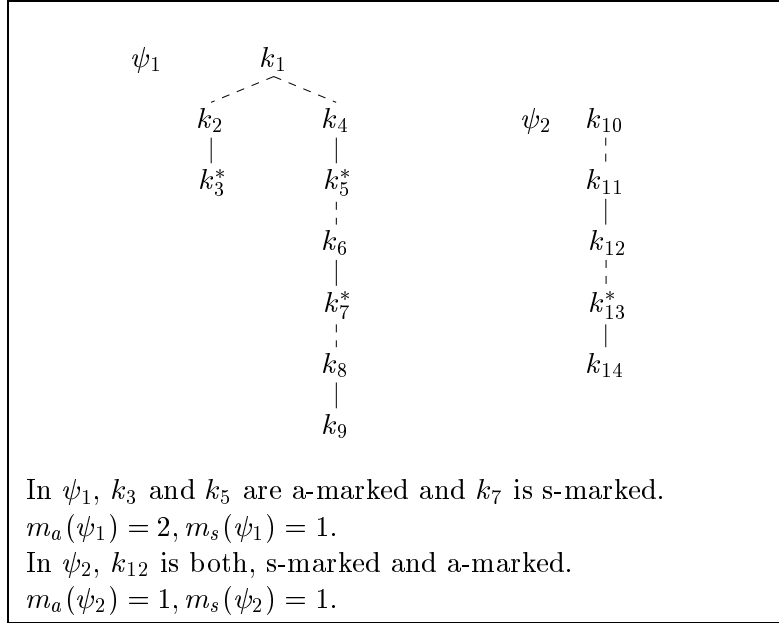 ψ₁ k₁
k₂ k₄ ψ₂ k₁₀
k₃* k₅* k₁₁
k₆ k₁₂
k₇* k₁₃*
k₈ k₁₄
k₉
In ψ₁, k₃ and k₅ are a-marked and k₇ is s-marked.
mₐ(ψ₁) = 2, mₛ(ψ₁) = 1.
In ψ₂, k₁₂ is both, s-marked and a-marked.
mₐ(ψ₂) = 1, mₛ(ψ₂) = 1.